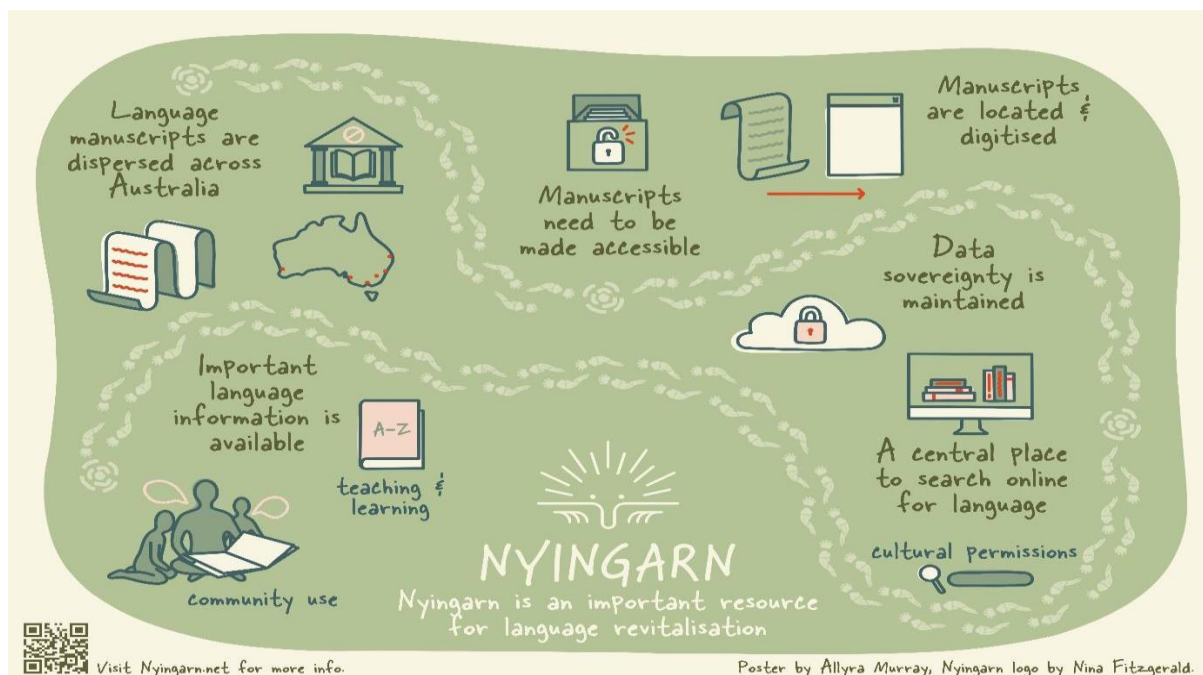 Language
manuscripts are
dispersed across
Australia
Manuscripts
need to be
made accessible
Manuscripts
are located &
digitised
Data
sovereignty is
maintained
A central place
to search online
for language
cultural permissions
Important
language
information is
available
A-Z
teaching &
learning
community use
NYINGARN
Nyingarn is an important resource
for language revitalisation
Visit Nyingarn.net for more info.
Poster by Allyra Murray, Nyingarn logo by Nina Fitzgerald.